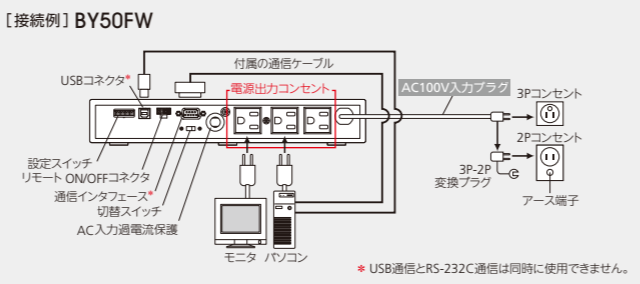 ［接続例］BY50FW
付属の通信ケーブル
USBコネクタ*
電源出力コンセント
AC100V入力プラグ
3Pコンセント
2Pコンセント
設定スイッチ
リモート ON/OFFコネクタ
通信インタフェース*
切替スイッチ
AC入力過電流保護
3P-2P
変換プラグ
アース端子
モニタ パソコン
* USB通信とRS-232C通信は同時に使用できません。